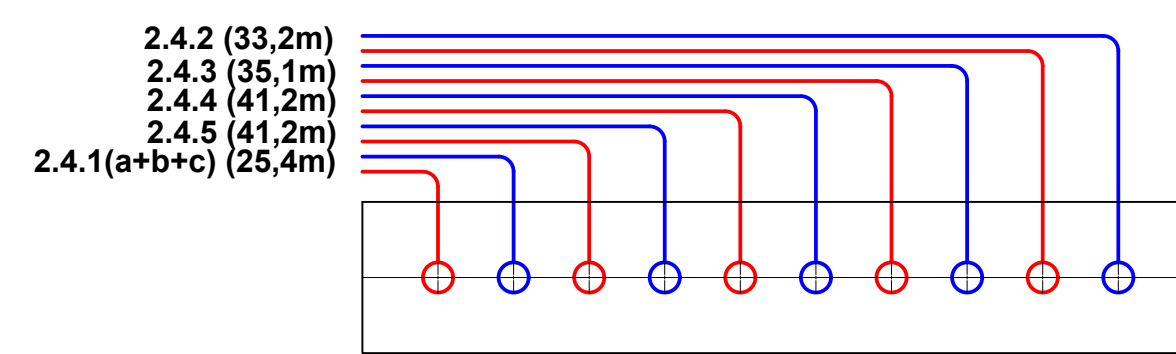 2.4.2 (33,2m)
2.4.3 (35,1m)
2.4.4 (41,2m)
2.4.5 (41,2m)
2.4.1(a+b+c) (25,4m)